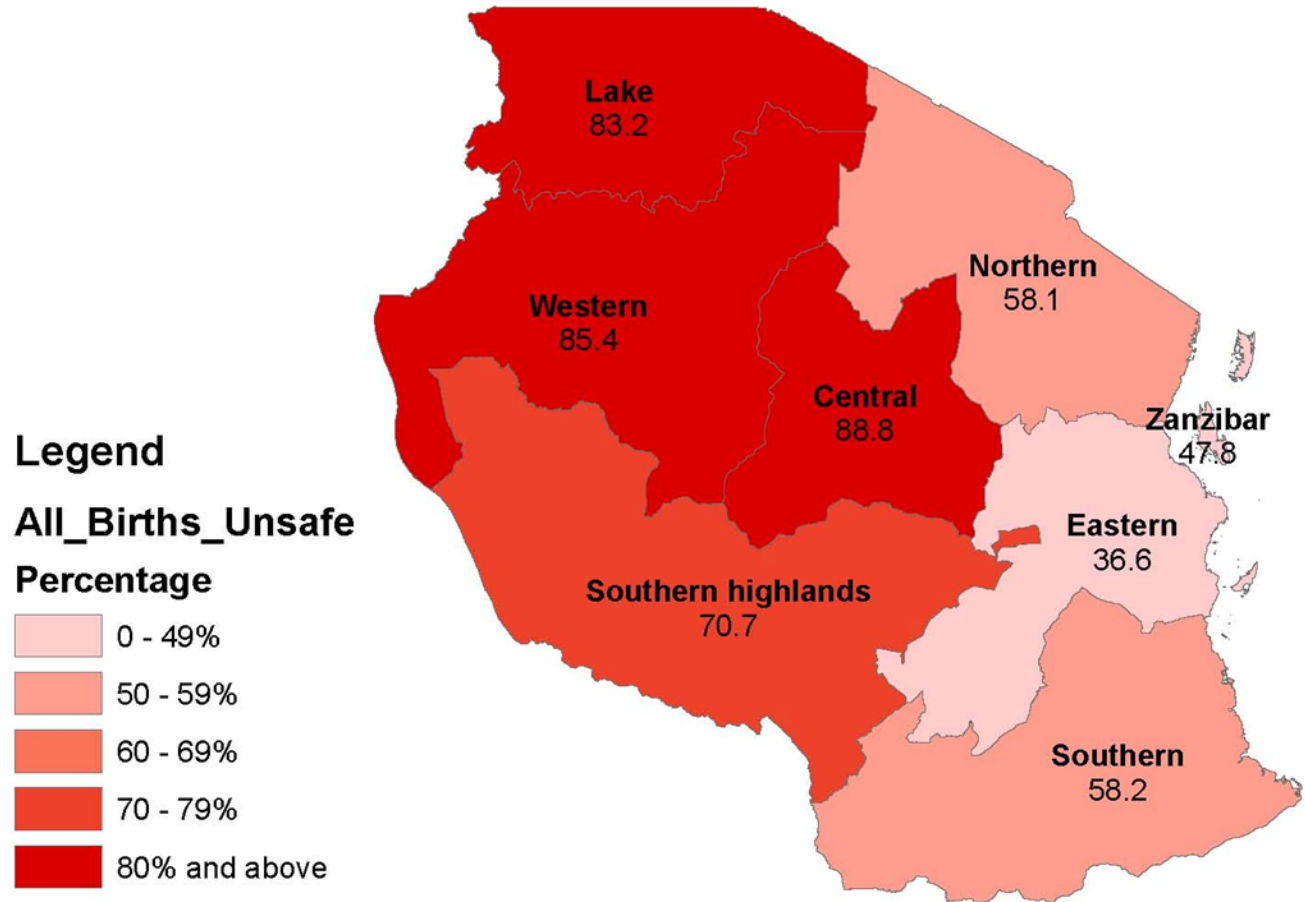 Lake
83.2
Northern
58.1
Western
85.4
Central
88.8
Zanzibar
47.8
Eastern
36.6
Southern highlands
70.7
Southern
58.2
Legend
All_Births_Unsafe
Percentage
0 - 49%
50 - 59%
60 - 69%
70 - 79%
80% and above